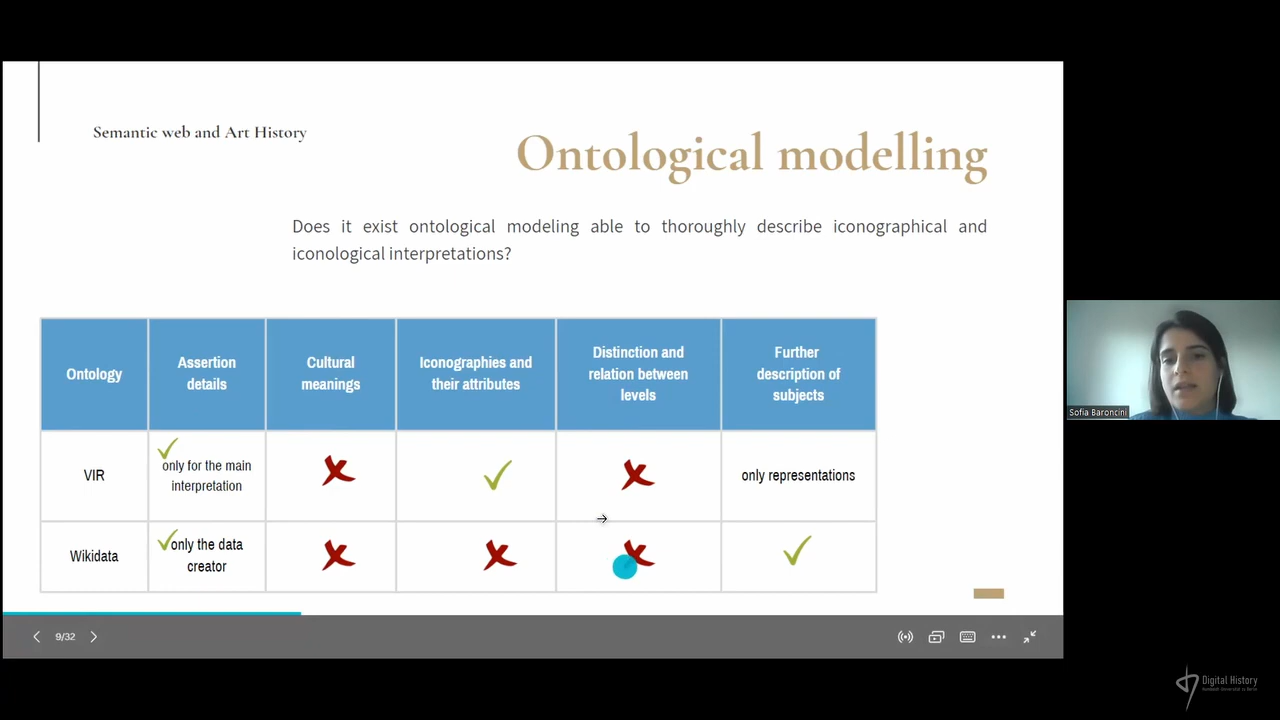 Semantic web and Art History
Ontological modelling
Does it exist ontological modeling able to thoroughly describe iconographical and
iconological interpretations?
Ontology
Assertion
details
Cultural
meanings
Iconographies and
their attributes
Distinction and
relation between
levels
Further
description of
subjects
VIR
only for the main
interpretation
only representations
Wikidata
only the data
creator
9/32
Sofia Baroncini
Digital History